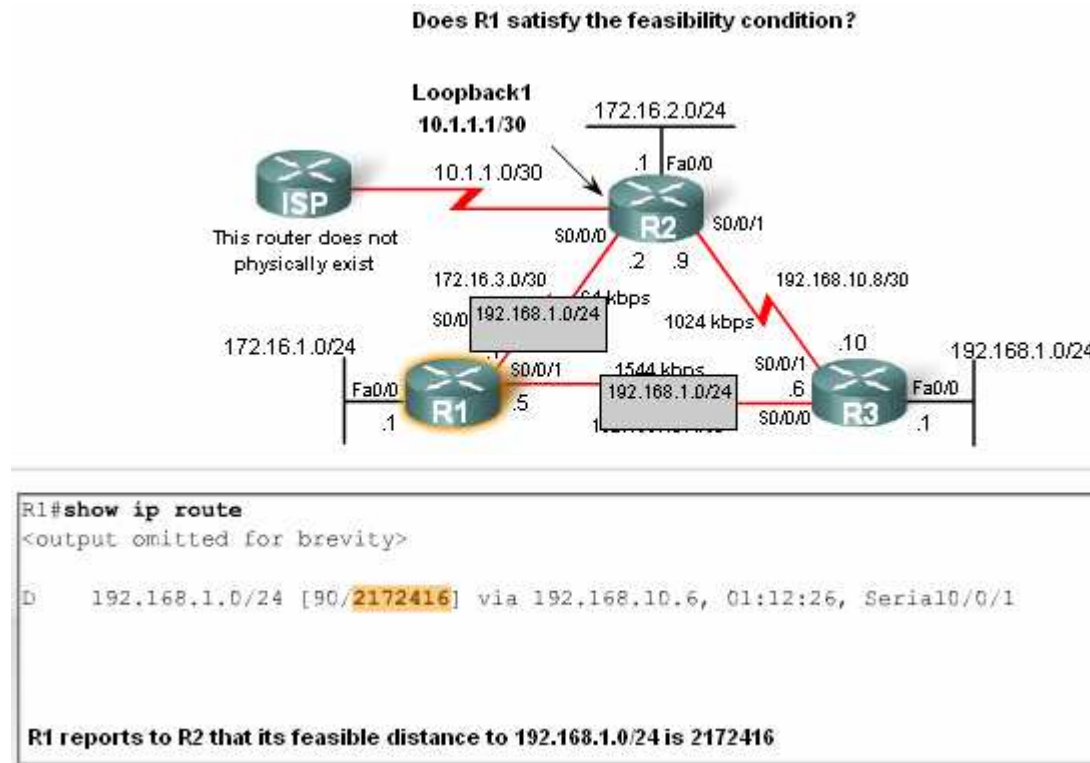 Does R1 satisfy the feasibility condition?
Loopback1
10.1.1.1/30
172.16.2.0/24
10.1.1.0/30
.1
Fa0/0
ISP
R2
S0/0/1
This router does not
physically exist
S0/0/0
.2
.9
172.16.3.0/30
kbps
192.168.10.8/30
S0/0
192.168.1.0/24
1024 kbps
.10
172.16.1.0/24
192.168.1.0/24
S0/0/1
1544 kbps
S0/0/1
Fa0/0
R1
.5
192.168.1.0/24
.6
R3
Fa0/0
.1
S0/0/0
.1
R1#show ip route
<output omitted for brevity>
D 192.168.1.0/24 [90/2172416] via 192.168.10.6, 01:12:26, Serial0/0/1
R1 reports to R2 that its feasible distance to 192.168.1.0/24 is 2172416